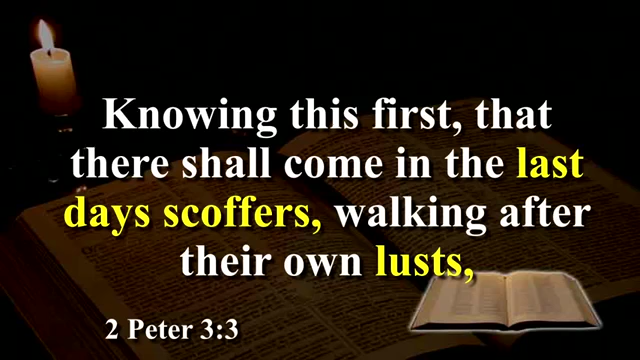 Knowing this first, that
there shall come in the last
days scoffers, walking after
their own lusts,
2 Peter 3:3